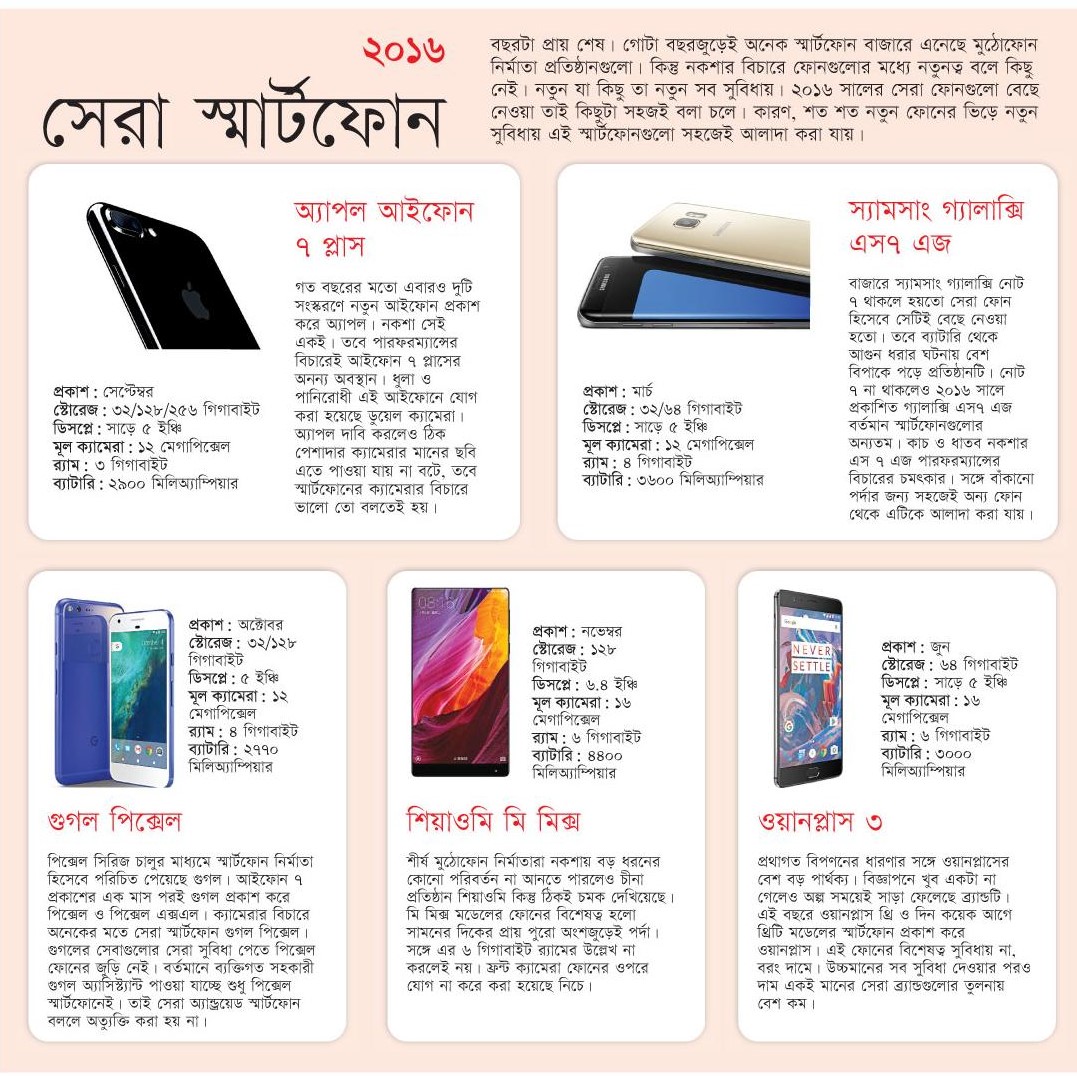 ২০১৬
সেরা স্মার্টফোন
বছরটা প্রায় শেষ। গোটা বছরজুড়েই অনেক স্মার্টফোন বাজারে এনেছে মুঠোফোন
নির্মাতা প্রতিষ্ঠানগুলো। কিন্তু নকশার বিচারে ফোনগুলোর মধ্যে নতুনত্ব বলে কিছু
নেই। নতুন যা কিছু তা নতুন সব সুবিধায়। ২০১৬ সালের সেরা ফোনগুলো বেছে
নেওয়া তাই কিছুটা সহজই বলা চলে। কারণ, শত শত নতুন ফোনের ভিড়ে নতুন
সুবিধায় এই স্মার্টফোনগুলো সহজেই আলাদা করা যায়।
অ্যাপল আইফোন
৭ প্লাস
গত বছরের মতো এবারও দুটি
সংস্করণে নতুন আইফোন প্রকাশ
করে অ্যাপল। নকশা সেই
একই। তবে পারফরম্যান্সের
বিচারেই আইফোন ৭ প্লাসের
অনন্য অবস্থান। ধুলা ও
পানিরোধী এই আইফোনে যোগ
করা হয়েছে ডুয়েল ক্যামেরা।
অ্যাপল দাবি করলেও ঠিক
পেশাদার ক্যামেরার মানের ছবি
এতে পাওয়া যায় না বটে, তবে
স্মার্টফোনের ক্যামেরার বিচারে
ভালো তো বলতেই হয়।
প্রকাশ : সেপ্টেম্বর
স্টোরেজ : ৩২/১২৮/২৫৬ গিগাবাইট
ডিসপ্লে : সাড়ে ৫ ইঞ্চি
মূল ক্যামেরা : ১২ মেগাপিক্সেল
র‍্যাম : ৩ গিগাবাইট
ব্যাটারি : ২৯০০ মিলিঅ্যাম্পিয়ার
স্যামসাং গ্যালাক্সি
এস৭ এজ
বাজারে স্যামসাং গ্যালাক্সি নোট
৭ থাকলে হয়তো সেরা ফোন
হিসেবে সেটিই বেছে নেওয়া
হতো। তবে ব্যাটারি থেকে
আগুন ধরার ঘটনায় বেশ
বিপাকে পড়ে প্রতিষ্ঠানটি। নোট
৭ না থাকলেও ২০১৬ সালে
প্রকাশিত গ্যালাক্সি এস৭ এজ
বর্তমান স্মার্টফোনগুলোর
অন্যতম। কাচ ও ধাতব নকশার
এস ৭ এজ পারফরম্যান্সের
বিচারের চমৎকার। সঙ্গে বাঁকানো
পর্দার জন্য সহজেই অন্য ফোন
থেকে এটিকে আলাদা করা যায়।
SAMSUNG
SAMSUNG
প্রকাশ : মার্চ
স্টোরেজ : ৩২/৬৪ গিগাবাইট
ডিসপ্লে : সাড়ে ৫ ইঞ্চি
মূল ক্যামেরা : ১২ মেগাপিক্সেল
র‍্যাম : ৪ গিগাবাইট
ব্যাটারি : ৩৬০০ মিলিঅ্যাম্পিয়ার
প্রকাশ : অক্টোবর
স্টোরেজ : ৩২/১২৮
গিগাবাইট
ডিসপ্লে : ৫ ইঞ্চি
মূল ক্যামেরা : ১২
মেগাপিক্সেল
র‍্যাম : ৪ গিগাবাইট
ব্যাটারি : ২৭৭০
মিলিঅ্যাম্পিয়ার
গুগল পিক্সেল
পিক্সেল সিরিজ চালুর মাধ্যমে স্মার্টফোন নির্মাতা
হিসেবে পরিচিত পেয়েছে গুগল। আইফোন ৭
প্রকাশের এক মাস পরই গুগল প্রকাশ করে
পিক্সেল ও পিক্সেল এক্সএল। ক্যামেরার বিচারে
অনেকের মতে সেরা স্মার্টফোন গুগল পিক্সেল।
গুগলের সেবাগুলোর সেরা সুবিধা পেতে পিক্সেল
ফোনের জুড়ি নেই। বর্তমানে ব্যক্তিগত সহকারী
গুগল অ্যাসিস্ট্যান্ট পাওয়া যাচ্ছে শুধু পিক্সেল
স্মার্টফোনেই। তাই সেরা অ্যান্ড্রয়েড স্মার্টফোন
বললে অত্যুক্তি করা হয় না।
08:16
প্রকাশ : নভেম্বর
স্টোরেজ : ১২৮
গিগাবাইট
ডিসপ্লে : ৬.৪ ইঞ্চি
মূল ক্যামেরা : ১৬
মেগাপিক্সেল
র‍্যাম : ৬ গিগাবাইট
ব্যাটারি : ৪৪০০
মিলিঅ্যাম্পিয়ার
শিয়াওমি মি মিক্স
শীর্ষ মুঠোফোন নির্মাতারা নকশায় বড় ধরনের
কোনো পরিবর্তন না আনতে পারলেও চীনা
প্রতিষ্ঠান শিয়াওমি কিন্তু ঠিকই চমক দেখিয়েছে।
মি মিক্স মডেলের ফোনের বিশেষত্ব হলো
সামনের দিকের প্রায় পুরো অংশজুড়েই পর্দা।
সঙ্গে এর ৬ গিগাবাইট র‍্যামের উল্লেখ না
করলেই নয়। ফ্রন্ট ক্যামেরা ফোনের ওপরে
যোগ না করে করা হয়েছে নিচে।
Google
NEVER
SETTLE
প্রকাশ : জুন
স্টোরেজ : ৬৪ গিগাবাইট
ডিসপ্লে : সাড়ে ৫ ইঞ্চি
মূল ক্যামেরা : ১৬
মেগাপিক্সেল
র‍্যাম : ৬ গিগাবাইট
ব্যাটারি : ৩০০০
মিলিঅ্যাম্পিয়ার
ওয়ানপ্লাস ৩
প্রথাগত বিপণনের ধারণার সঙ্গে ওয়ানপ্লাসের
বেশ বড় পার্থক্য। বিজ্ঞাপনে খুব একটা না
গেলেও অল্প সময়েই সাড়া ফেলেছে ব্র্যান্ডটি।
এই বছরে ওয়ানপ্লাস থ্রি ও দিন কয়েক আগে
থ্রিটি মডেলের স্মার্টফোন প্রকাশ করে
ওয়ানপ্লাস। এই ফোনের বিশেষত্ব সুবিধায় না,
বরং দামে। উচ্চমানের সব সুবিধা দেওয়ার পরও
দাম একই মানের সেরা ব্র্যান্ডগুলোর তুলনায়
বেশ কম।